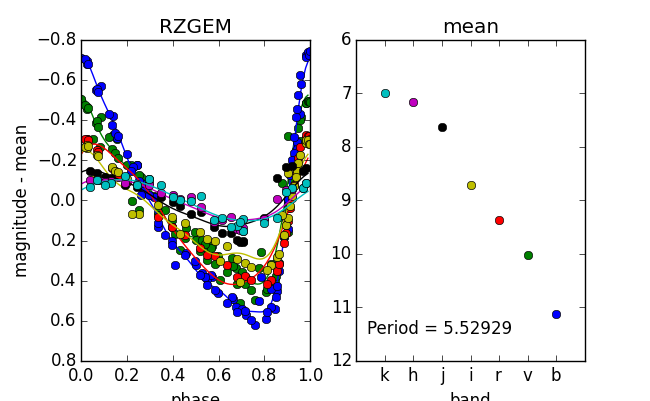 RZGEM
mean
−0.8
−0.6
−0.4
−0.2
0.0
0.2
0.4
0.6
0.8
magnitude - mean
0.0 0.2 0.4 0.6 0.8 1.0
phase
6
7
8
9
10
11
12
Period = 5.52929
k h j i r v b
band